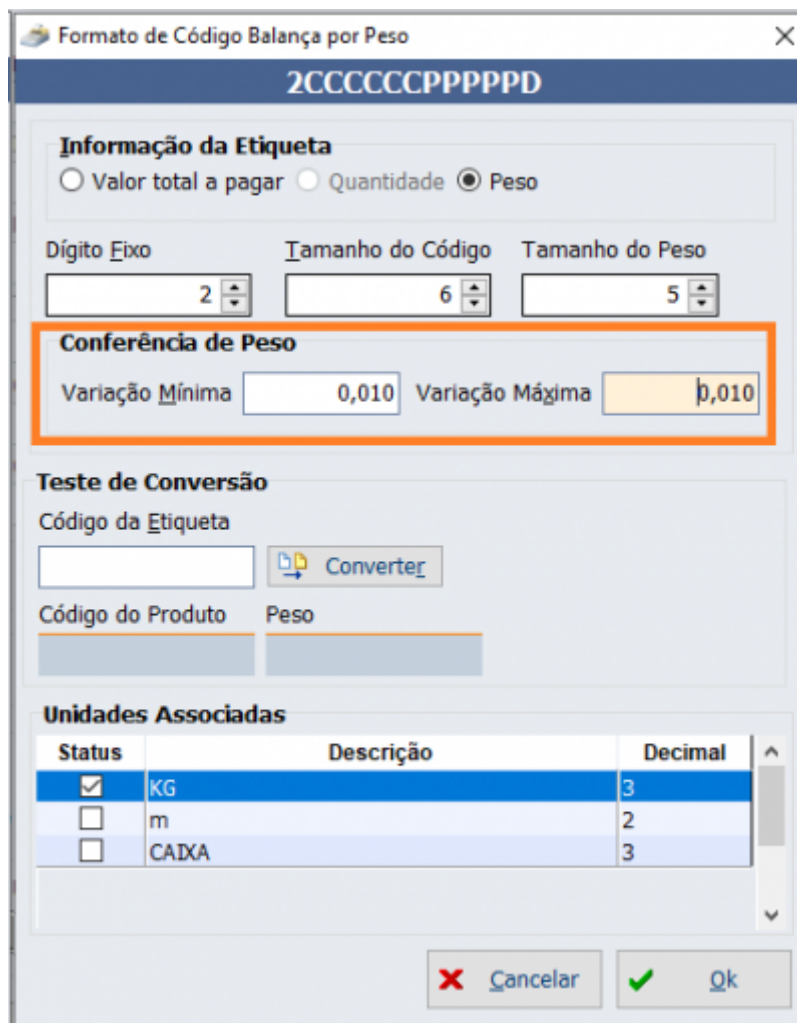 Formato de Código Balança por Peso
2CCCCCCPPPPPD
Informação da Etiqueta
Valor total a pagar Quantidade Peso
Dígito Fixo Tamanho do Código Tamanho do Peso
2 6 5
Conferência de Peso
Variação Mínima 0,010 Variação Máxima 0,010
Teste de Conversão
Código da Etiqueta
Converter
Código do Produto Peso
Unidades Associadas
Status Descrição Decimal
KG 3
m 2
CAIXA 3
Cancelar Ok